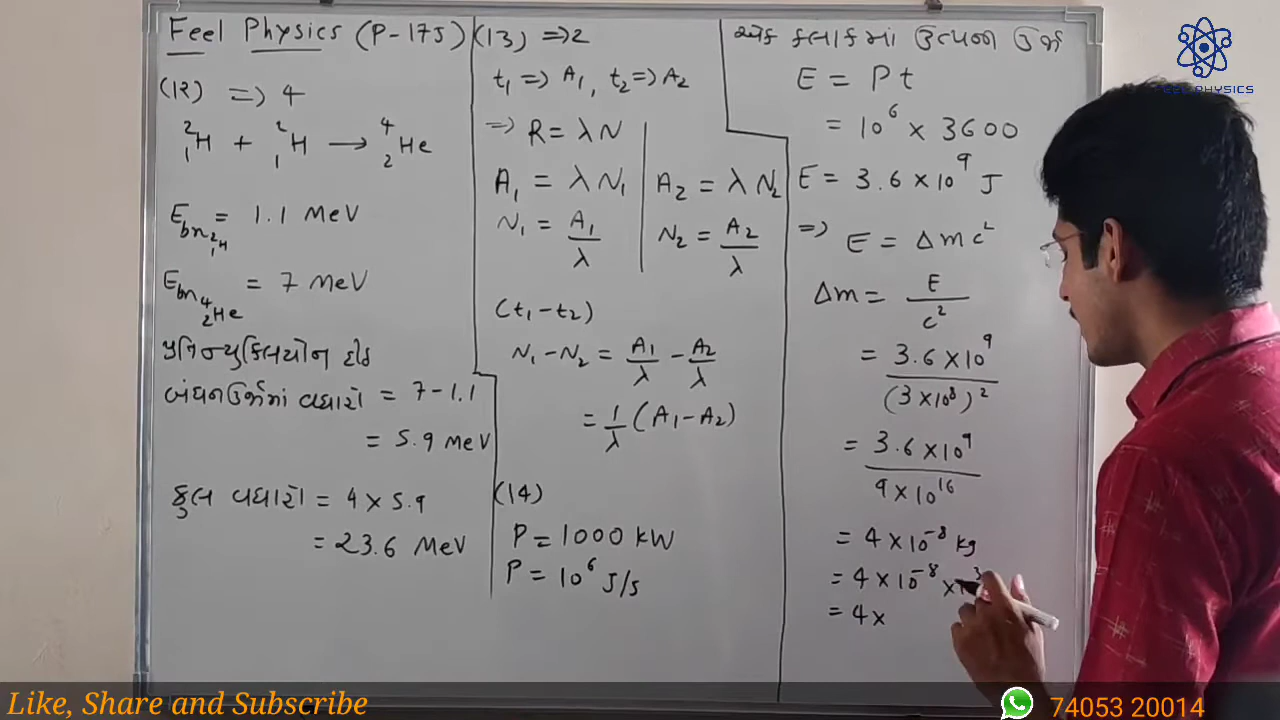 Feel Physics (P-175)
(12) => 4
²₁H + ²₁H → ⁴₂He
Ebn ²₁H = 1.1 MeV
Ebn ⁴₂He = 7 MeV
પ્રતિન્યુક્લિયોન દીઠ
બંધનઊર્જામાં વધારો = 7-1.1
= 5.9 MeV
કુલ વધારો = 4 x 5.9
= 23.6 MeV
(13) => 2
t₁ => A₁, t₂ => A₂
=> R = λN
A₁ = λN₁
N₁ = A₁/λ
A₂ = λN₂
N₂ = A₂/λ
(t₁-t₂)
N₁-N₂ = A₁/λ - A₂/λ
= 1/λ (A₁-A₂)
(14)
P = 1000 kW
P = 10⁶ J/s
એક કલાકમાં ઉત્પન્ન ઉર્જા
E = Pt
= 10⁶ x 3600
E = 3.6 x 10⁹ J
=> E = Δmc²
Δm = E/c²
= 3.6 x 10⁹/(3 x 10⁸)²
= 3.6 x 10⁹/9 x 10¹⁶
= 4 x 10⁻⁸ kg
= 4 x 10⁻⁸ x
= 4 x
Like, Share and Subscribe
74053 20014